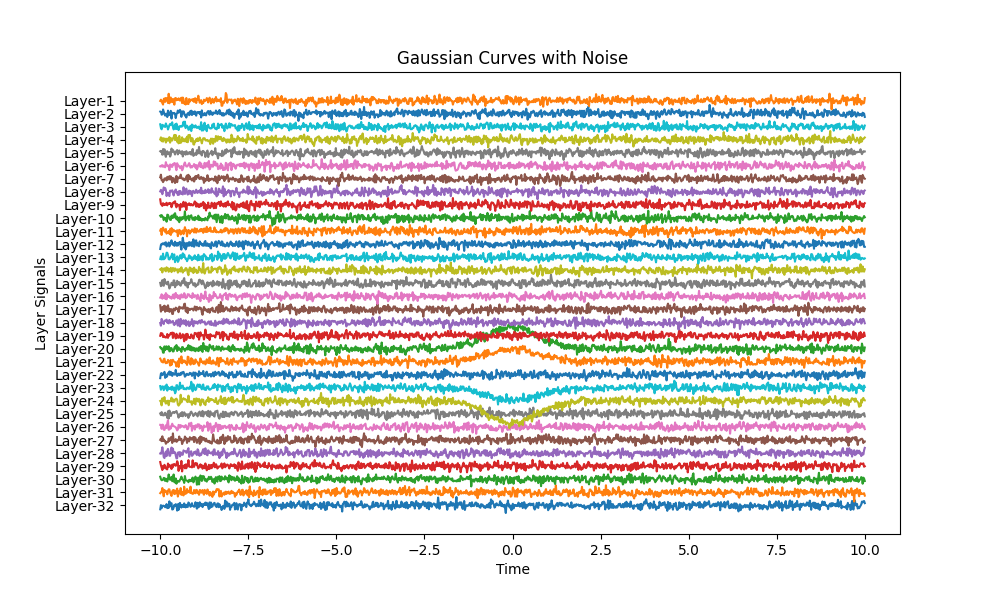 Gaussian Curves with Noise
Layer Signals
Layer-1
Layer-2
Layer-3
Layer-4
Layer-5
Layer-6
Layer-7
Layer-8
Layer-9
Layer-10
Layer-11
Layer-12
Layer-13
Layer-14
Layer-15
Layer-16
Layer-17
Layer-18
Layer-19
Layer-20
Layer-21
Layer-22
Layer-23
Layer-24
Layer-25
Layer-26
Layer-27
Layer-28
Layer-29
Layer-30
Layer-31
Layer-32
−10.0 −7.5 −5.0 −2.5 0.0 2.5 5.0 7.5 10.0
Time